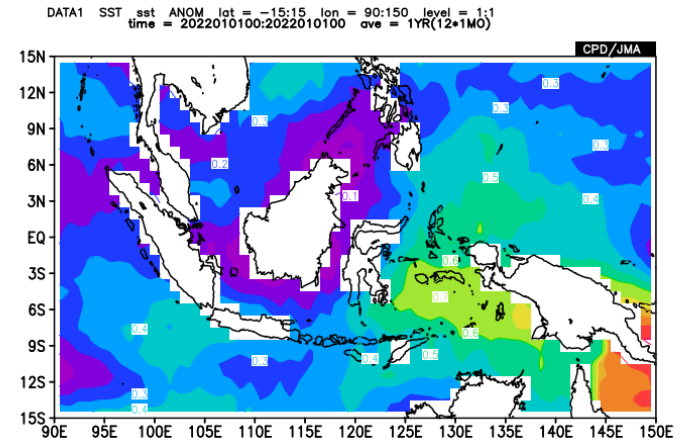 DATA1 SST sst ANOM lat = -15:15 lon = 90:150 level = 1:1
time = 2022010100:2022010100 ave = 1YR(12*1MO)
CPD/JMA
15N
12N
0.3
0.3
9N
0.3
0.3
6N
0.2
0.5
3N
0.1
0.4
EQ
0.6
3S
0.7
6S
0.4
0.6
9S
0.3
0.4
0.5
12S
0.3
0.4
15S
90E 95E 100E 105E 110E 115E 120E 125E 130E 135E 140E 145E 150E